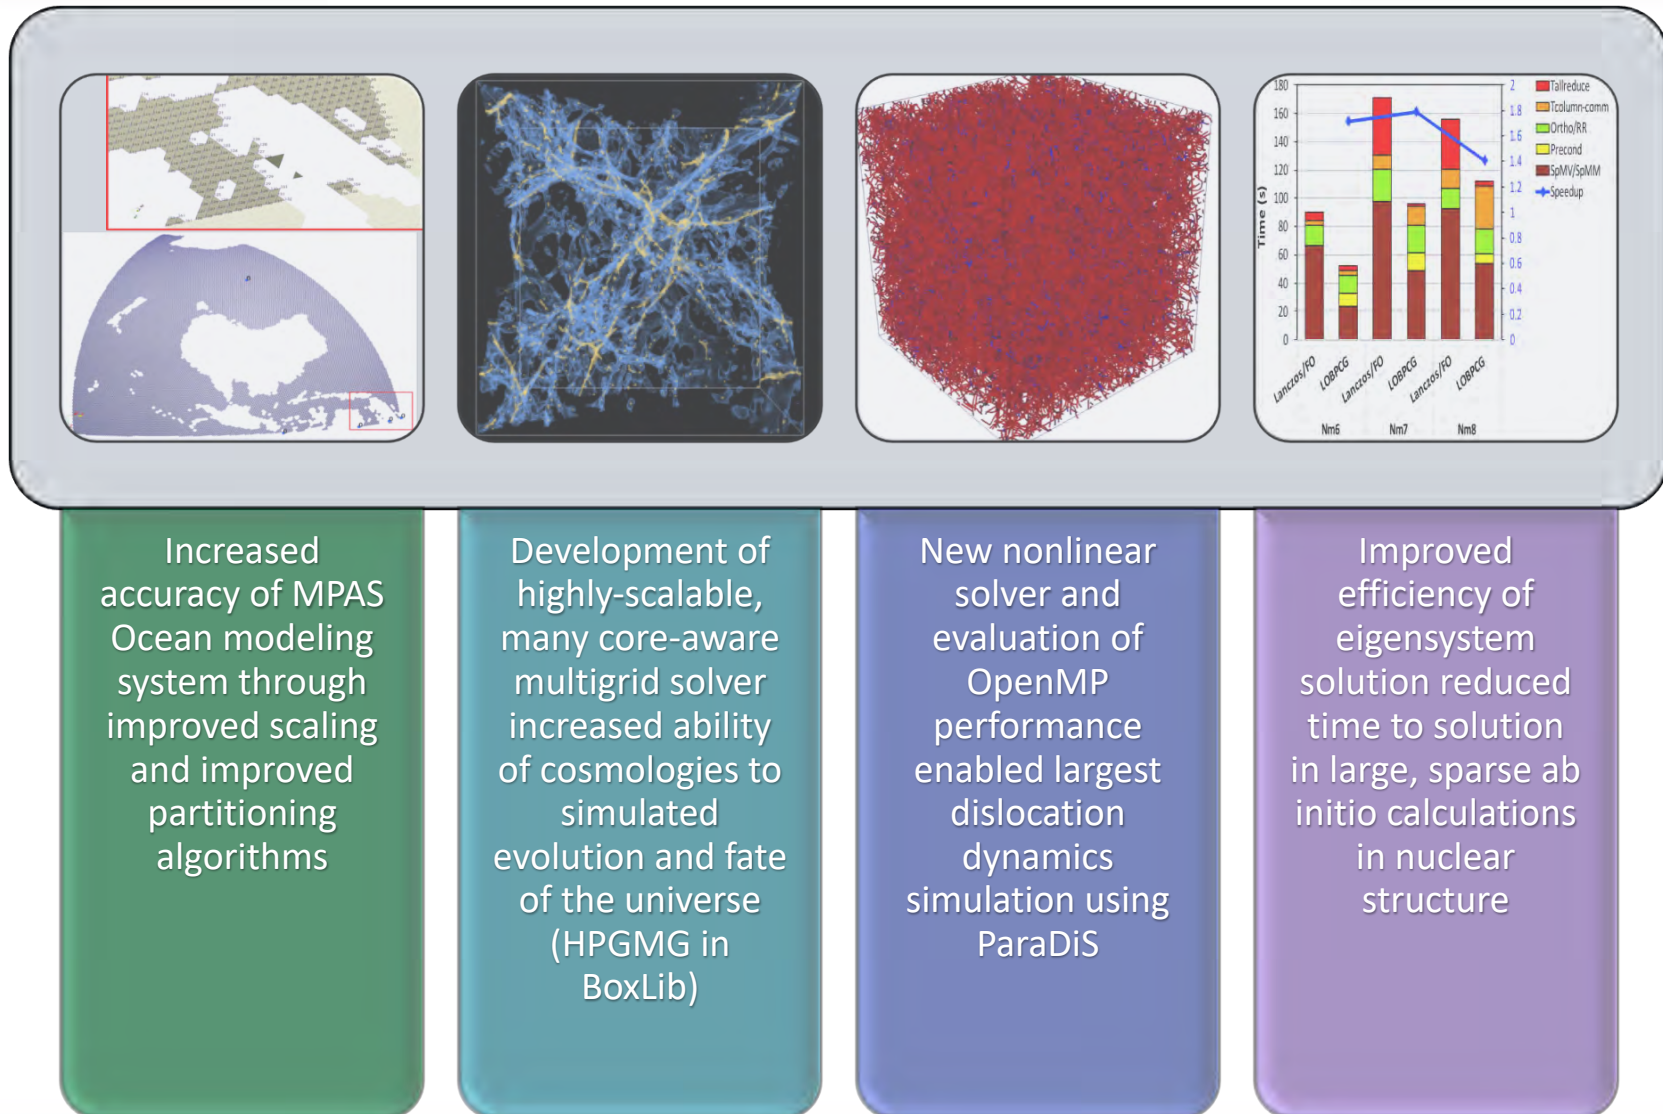 180
160
140
120
100
80
60
40
20
0
Time (s)
2
1.8
1.6
1.4
1.2
1
0.8
0.6
0.4
0.2
0
Tallreduce
Tcolumn-comm
Ortho/RR
Precond
SpMV/SpMM
Speedup
Lanczos/FO
LOBPCG
Lanczos/FO
LOBPCG
Lanczos/FO
LOBPCG
Nm6
Nm7
Nm8
Increased
accuracy of MPAS
Ocean modeling
system through
improved scaling
and improved
partitioning
algorithms
Development of
highly-scalable,
many core-aware
multigrid solver
increased ability
of cosmologies to
simulated
evolution and fate
of the universe
(HPGMG in
BoxLib)
New nonlinear
solver and
evaluation of
OpenMP
performance
enabled largest
dislocation
dynamics
simulation using
ParaDiS
Improved
efficiency of
eigensystem
solution reduced
time to solution
in large, sparse ab
initio calculations
in nuclear
structure